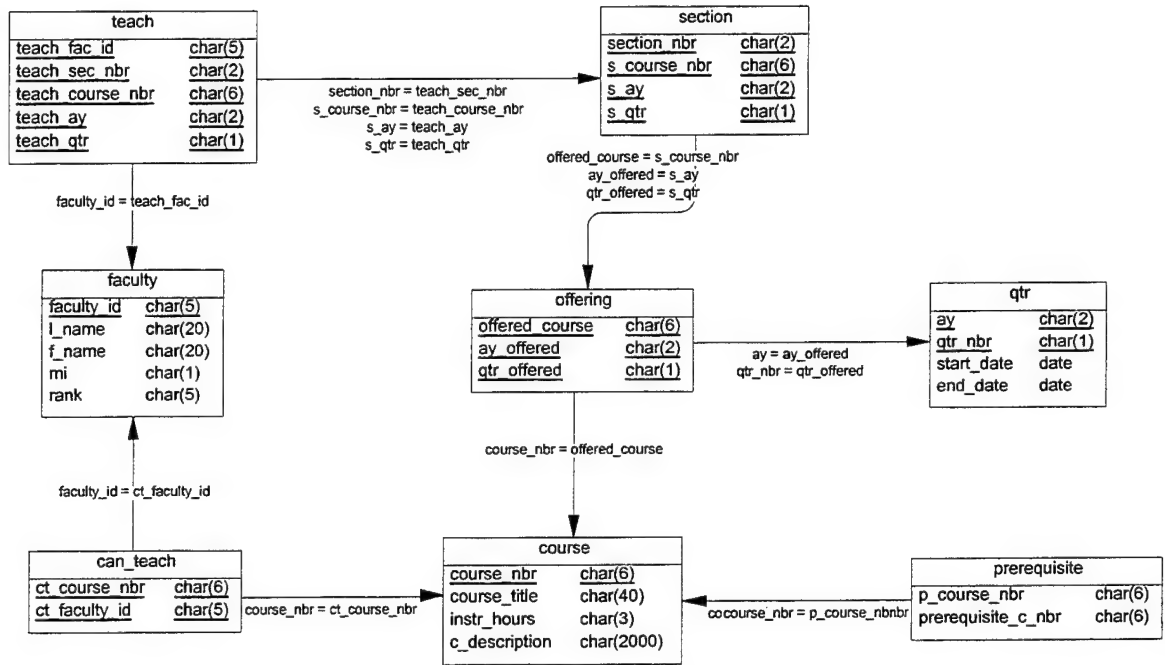 teach
teach_fac_id char(5)
teach_sec_nbr char(2)
teach_course_nbr char(6)
teach_ay char(2)
teach_qtr char(1)
section
section_nbr char(2)
s_course_nbr char(6)
s_ay char(2)
s_qtr char(1)
section_nbr = teach_sec_nbr
s_course_nbr = teach_course_nbr
s_ay = teach_ay
s_qtr = teach_qtr
offered_course = s_course_nbr
ay_offered = s_ay
qtr_offered = s_qtr
faculty_id = teach_fac_id
faculty
faculty_id char(5)
l_name char(20)
f_name char(20)
mi char(1)
rank char(5)
offering
offered_course char(6)
ay_offered char(2)
qtr_offered char(1)
ay = ay_offered
qtr_nbr = qtr_offered
qtr
ay char(2)
qtr_nbr char(1)
start_date date
end_date date
course_nbr = offered_course
faculty_id = ct_faculty_id
can_teach
ct_course_nbr char(6)
ct_faculty_id char(5)
course_nbr = ct_course_nbr
course
course_nbr char(6)
course_title char(40)
instr_hours char(3)
c_description char(2000)
cocourse_nbr = p_course_nbnbr
prerequisite
p_course_nbr char(6)
prerequisite_c_nbr char(6)